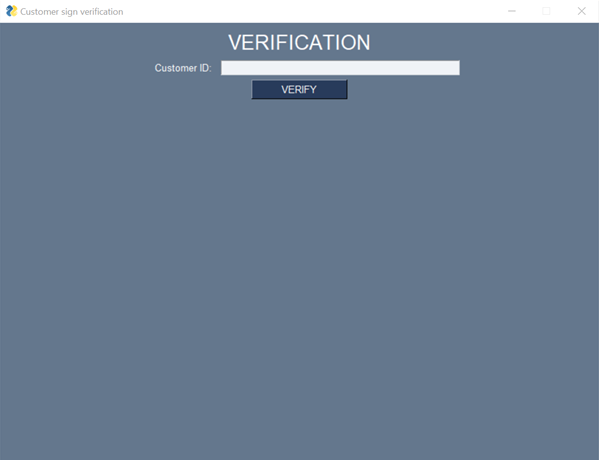 Customer sign verification
VERIFICATION
Customer ID:
VERIFY